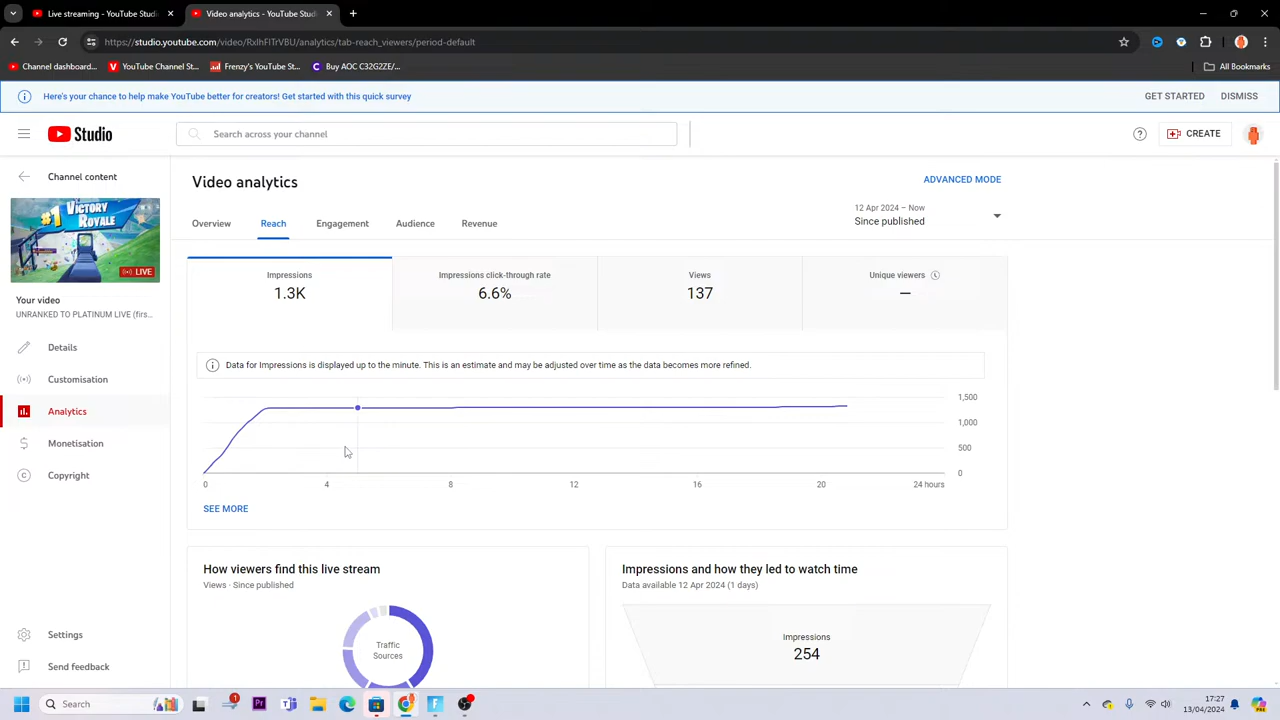 Live streaming - YouTube Studi
Video analytics - YouTube Studi
https://studio.youtube.com/video/RxlhFITrVBU/analytics/tab-reach_viewers/period-default
Channel dashboard...
YouTube Channel St...
Frenzy's YouTube St...
Buy AOC C32G2ZE/...
All Bookmarks
Here's your chance to help make YouTube better for creators! Get started with this quick survey
GET STARTED
DISMISS
Studio
Search across your channel
CREATE
Channel content
#1 VICTORY ROYALE
LIVE
Your video
UNRANKED TO PLATINUM LIVE (firs...
Details
Customisation
Analytics
Monetisation
Copyright
Settings
Send feedback
Video analytics
ADVANCED MODE
Overview
Reach
Engagement
Audience
Revenue
12 Apr 2024 – Now
Since published
Impressions
1.3K
Impressions click-through rate
6.6%
Views
137
Unique viewers
—
Data for Impressions is displayed up to the minute. This is an estimate and may be adjusted over time as the data becomes more refined.
1,500
1,000
500
0
0 4 8 12 16 20 24 hours
SEE MORE
How viewers find this live stream
Views · Since published
Traffic
Sources
Impressions and how they led to watch time
Data available 12 Apr 2024 (1 days)
Impressions
254
Search
17:27
13/04/2024